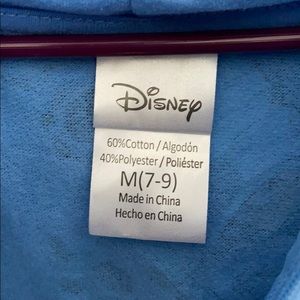 Disney
60%Cotton / Algodón
40%Polyester / Poliéster
M(7-9)
Made in China
Hecho en China